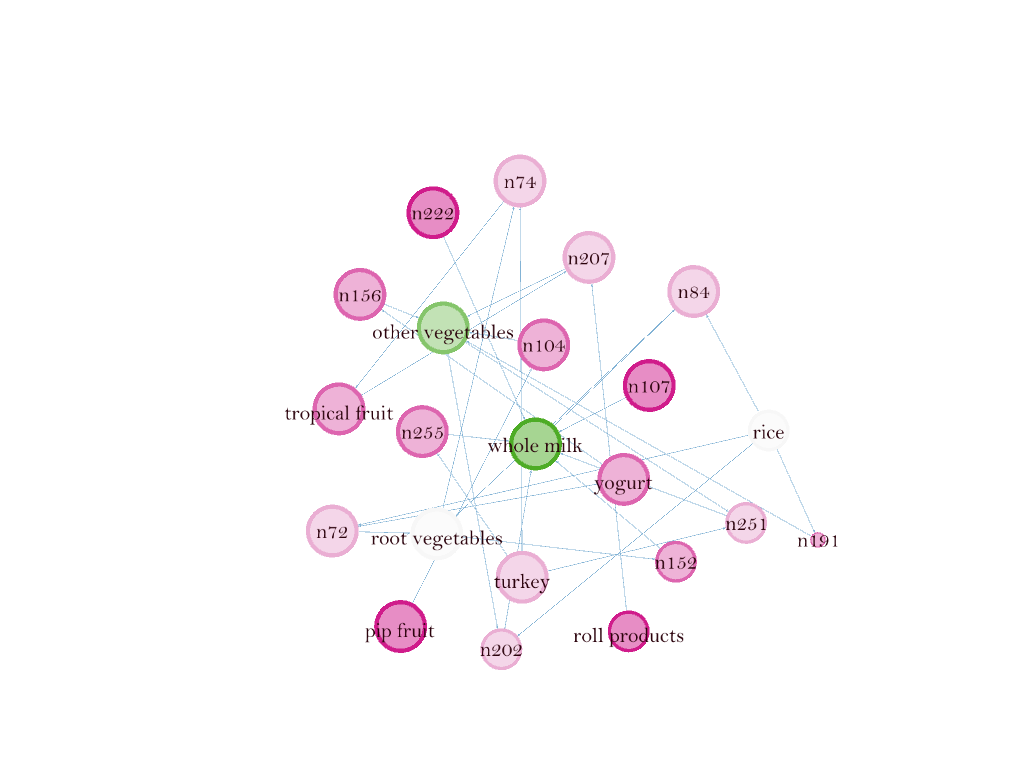 n74
n222
n207
n156
n84
other vegetables
n104
n107
tropical fruit
n255
rice
whole milk
yogurt
n251
n72
root vegetables
n191
n152
turkey
pip fruit
roll products
n202